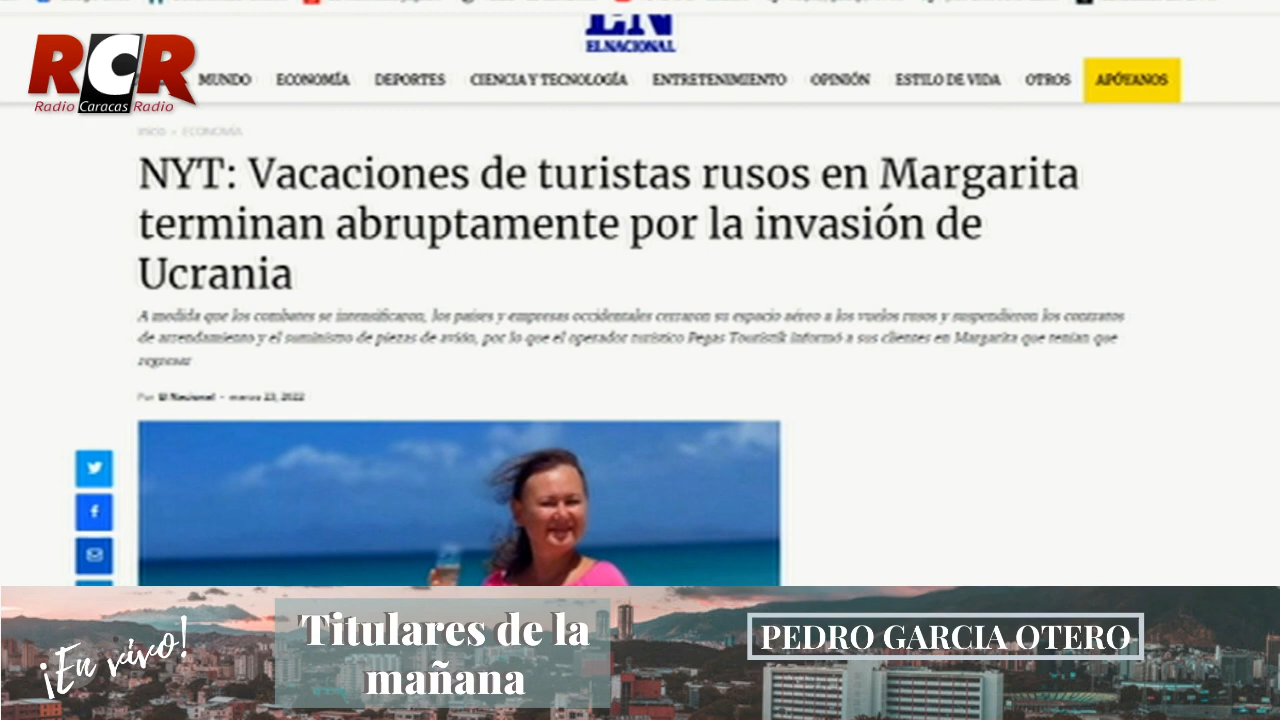 EN
EL NACIONAL
RCR
Radio Caracas Radio
MUNDO ECONOMÍA DEPORTES CIENCIA Y TECNOLOGÍA ENTRETENIMIENTO OPINIÓN ESTILO DE VIDA OTROS APÓYANOS
Inicio ECONOMÍA
NYT: Vacaciones de turistas rusos en Margarita
terminan abruptamente por la invasión de
Ucrania
A medida que los combates se intensificaron, los países y empresas occidentales cerraron su espacio aéreo a los vuelos rusos y suspendieron los contratos
de arrendamiento y el suministro de piezas de avión, por lo que el operador turístico Pegas Touristik informó a sus clientes en Margarita que tenían que
regresar
Por El Nacional - marzo 23, 2022
¡En vivo!
Titulares de la
mañana
PEDRO GARCIA OTERO